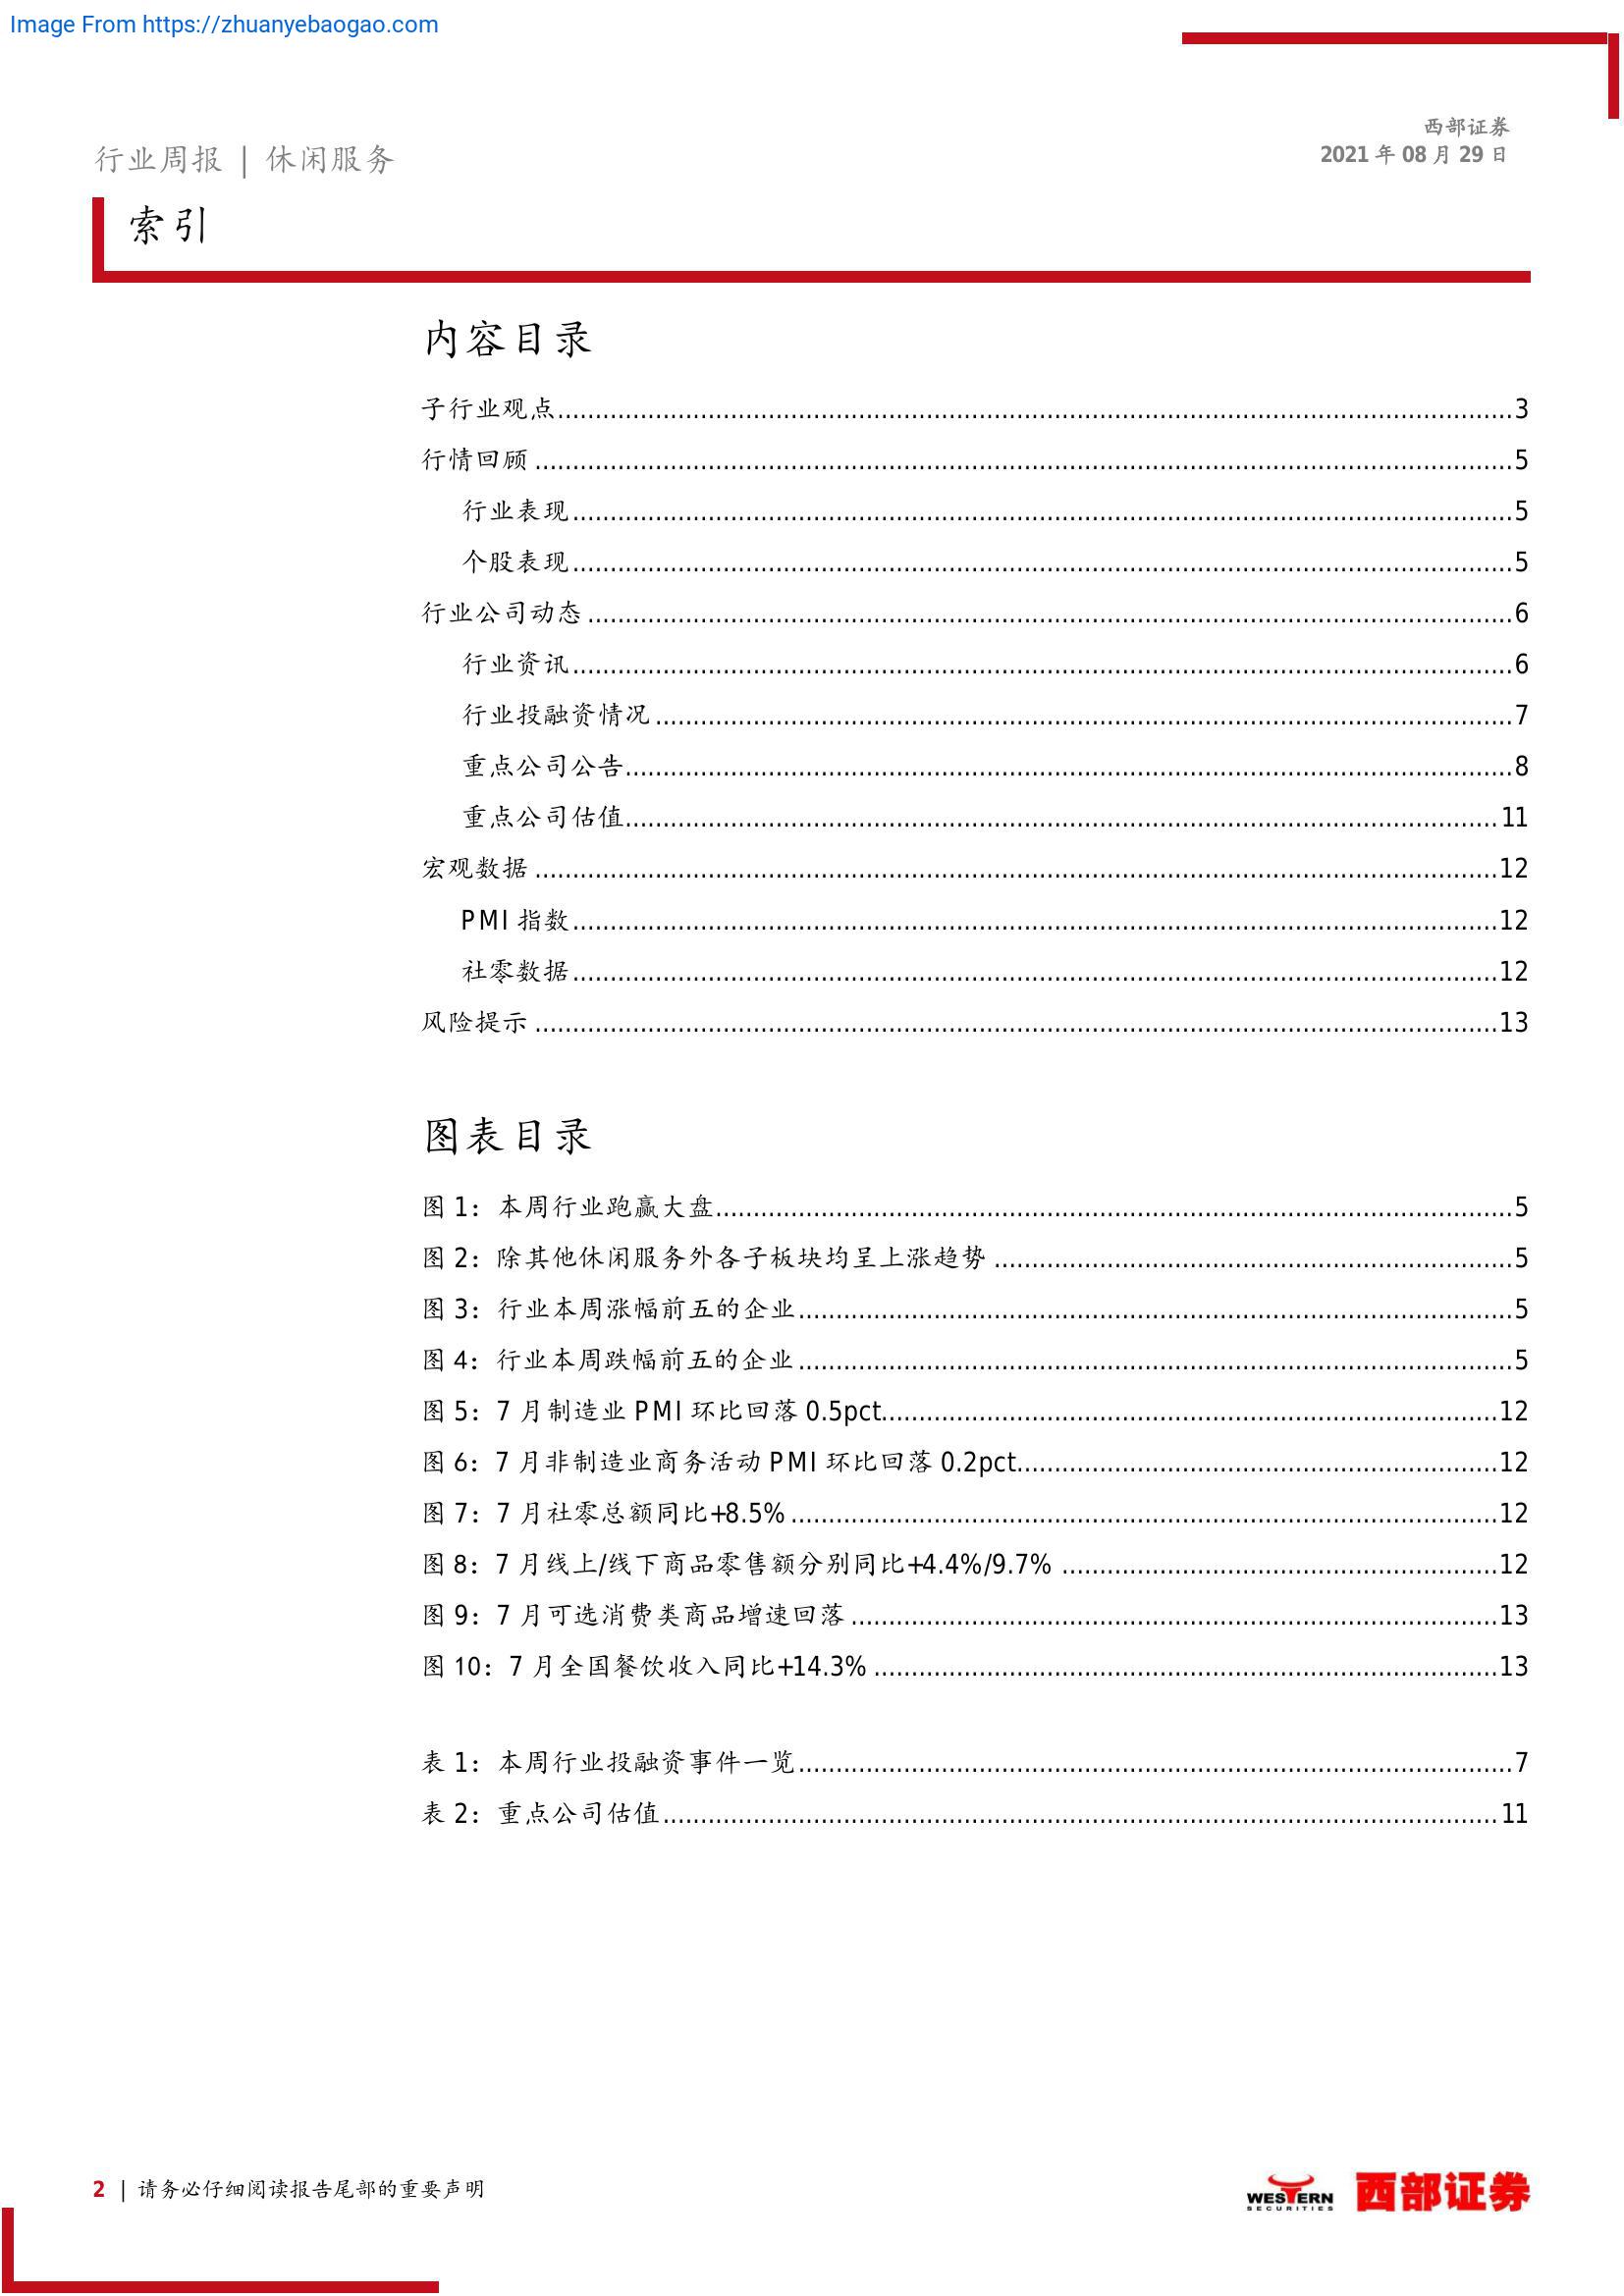 Image From https://zhuanyebaogao.com
西部证券
2021 年 08 月 29 日
行业周报 | 休闲服务
索引
内容目录
子行业观点........................................3
行情回顾........................................5
行业表现........................................5
个股表现........................................5
行业公司动态........................................6
行业资讯........................................6
行业投融资情况........................................7
重点公司公告........................................8
重点公司估值........................................11
宏观数据........................................12
PMI 指数........................................12
社零数据........................................12
风险提示........................................13
图表目录
图 1：本周行业跑赢大盘........................................5
图 2：除其他休闲服务外各子板块均呈上涨趋势........................................5
图 3：行业本周涨幅前五的企业........................................5
图 4：行业本周跌幅前五的企业........................................5
图 5：7 月制造业 PMI 环比回落 0.5pct........................................12
图 6：7 月非制造业商务活动 PMI 环比回落 0.2pct........................................12
图 7：7 月社零总额同比+8.5%........................................12
图 8：7 月线上/线下商品零售额分别同比+4.4%/9.7%........................................12
图 9：7 月可选消费类商品增速回落........................................13
图 10：7 月全国餐饮收入同比+14.3%........................................13
表 1：本周行业投融资事件一览........................................7
表 2：重点公司估值........................................11
2 | 请务必仔细阅读报告尾部的重要声明
WESTERN
SECURITIES
西部证券